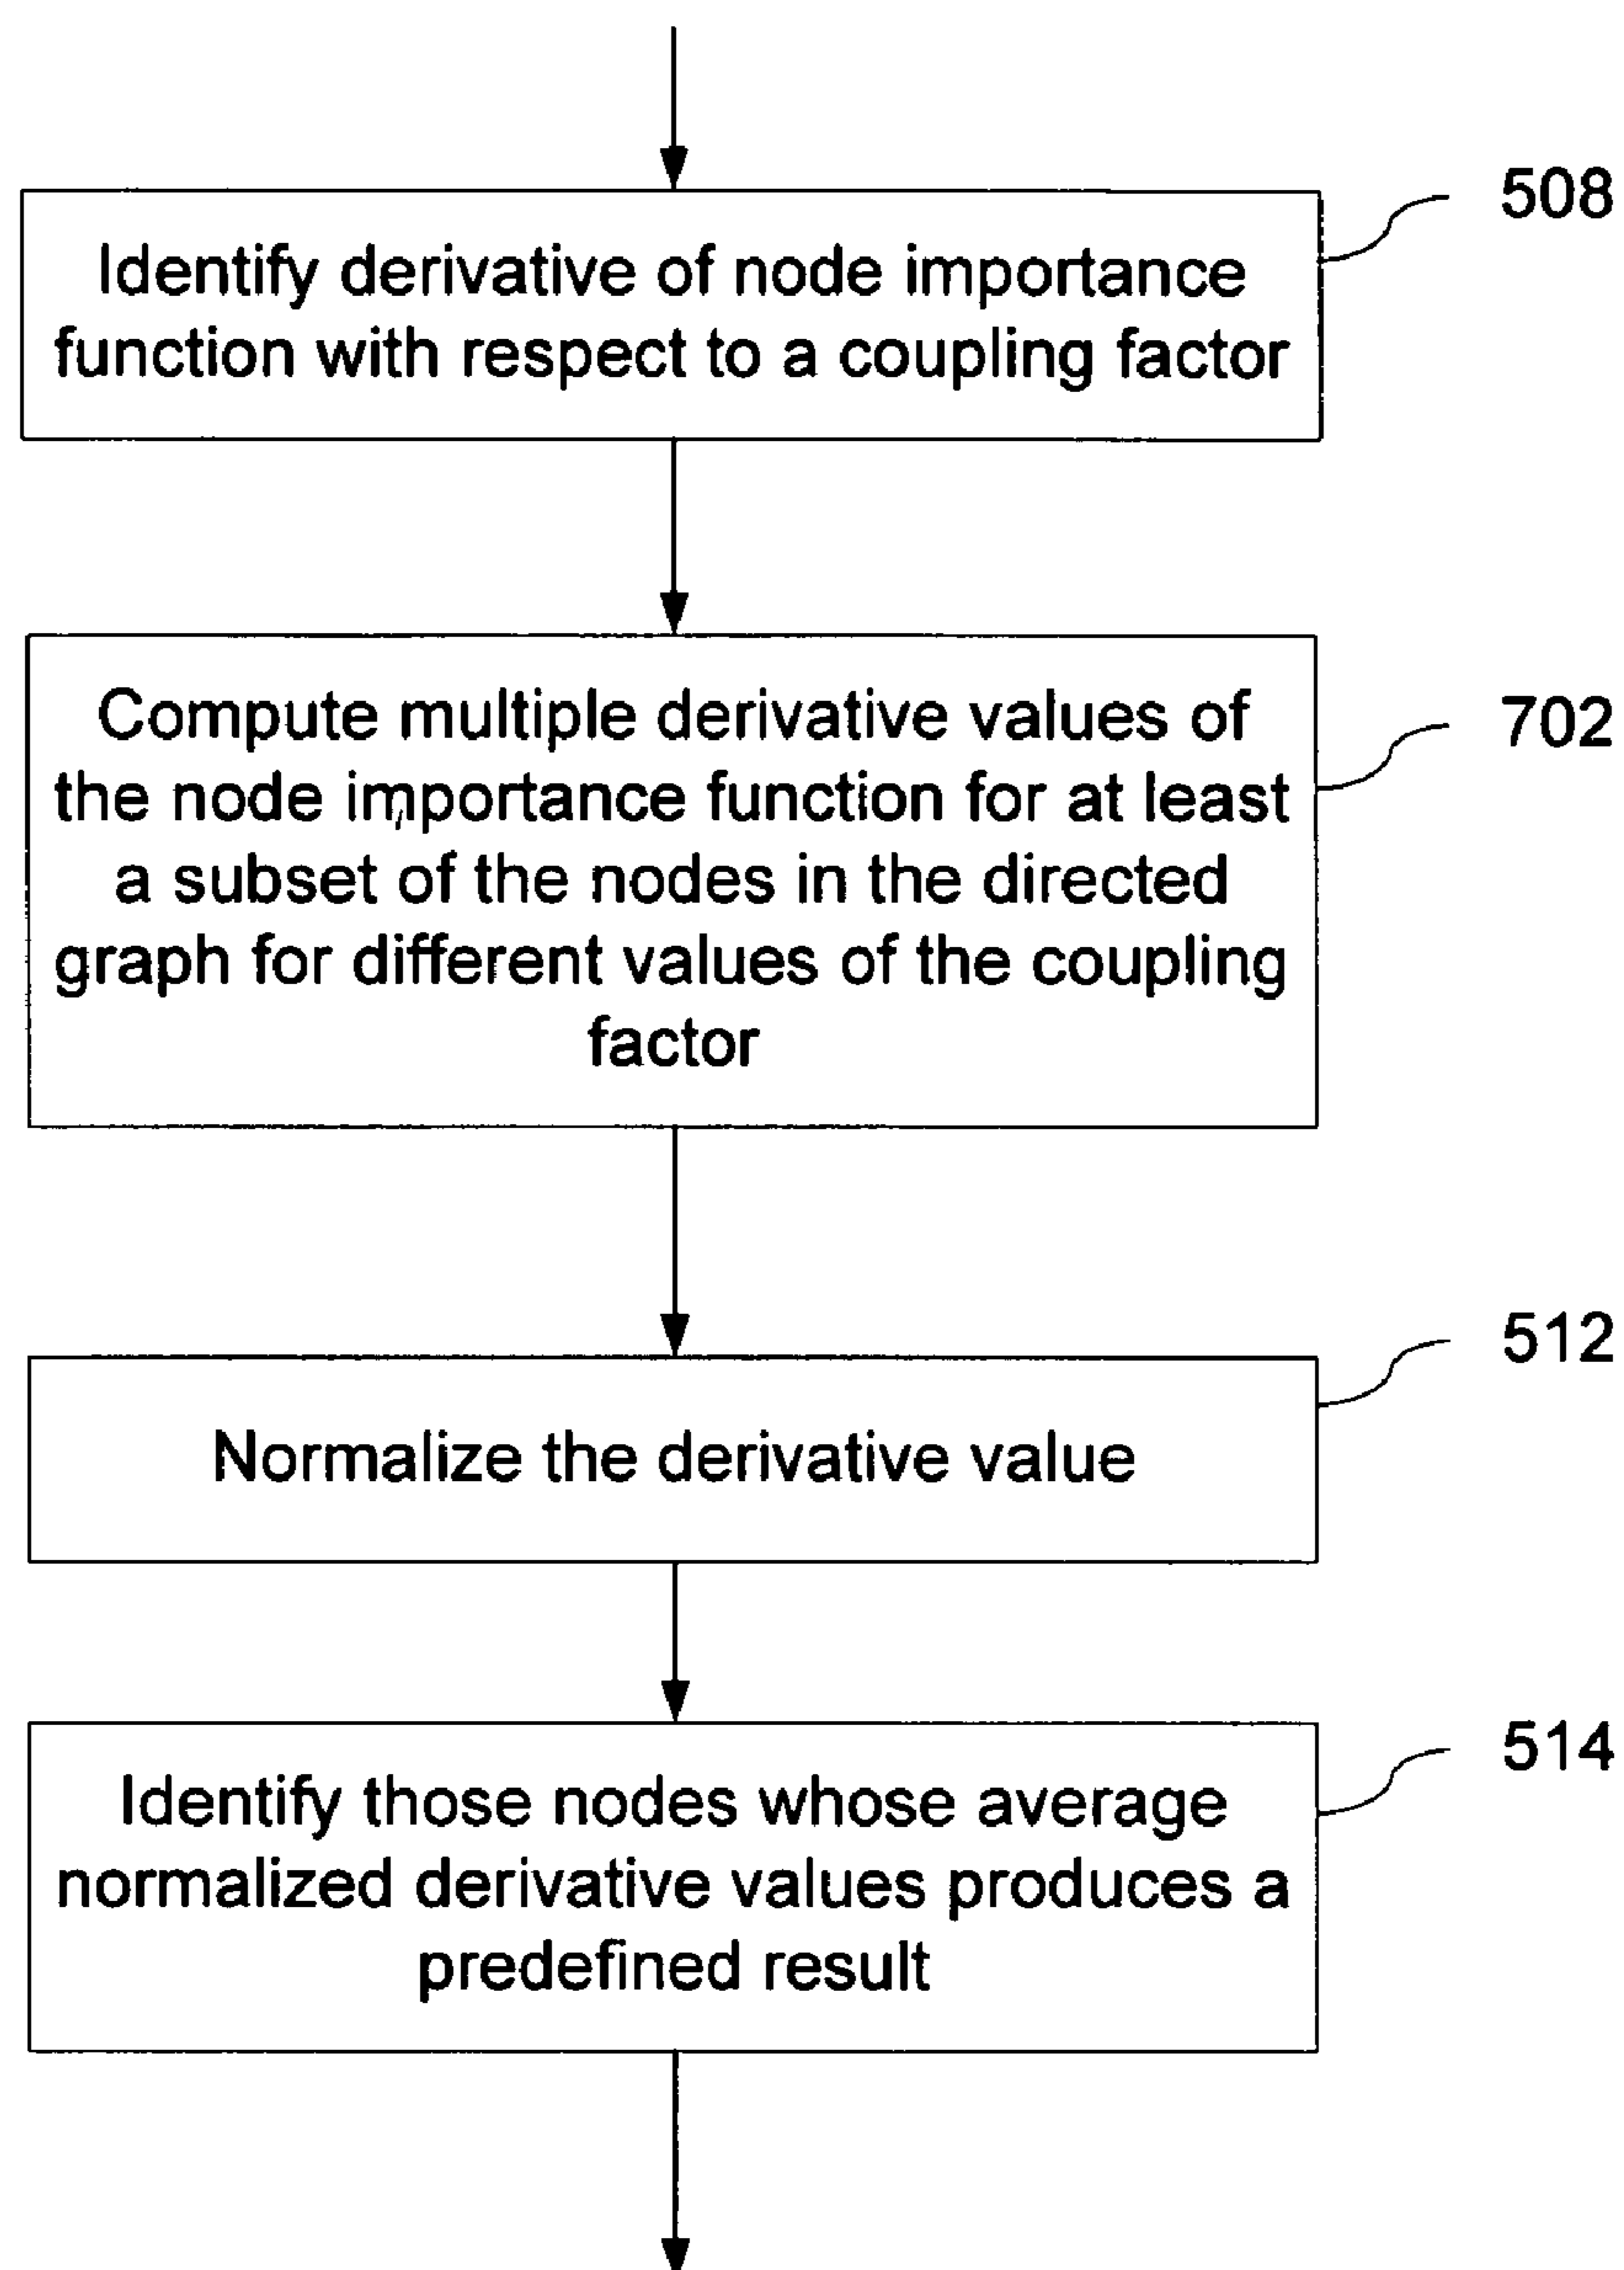 508
Identify derivative of node importance
function with respect to a coupling factor
702
Compute multiple derivative values of
the node importance function for at least
a subset of the nodes in the directed
graph for different values of the coupling
factor
512
Normalize the derivative value
514
Identify those nodes whose average
normalized derivative values produces a
predefined result